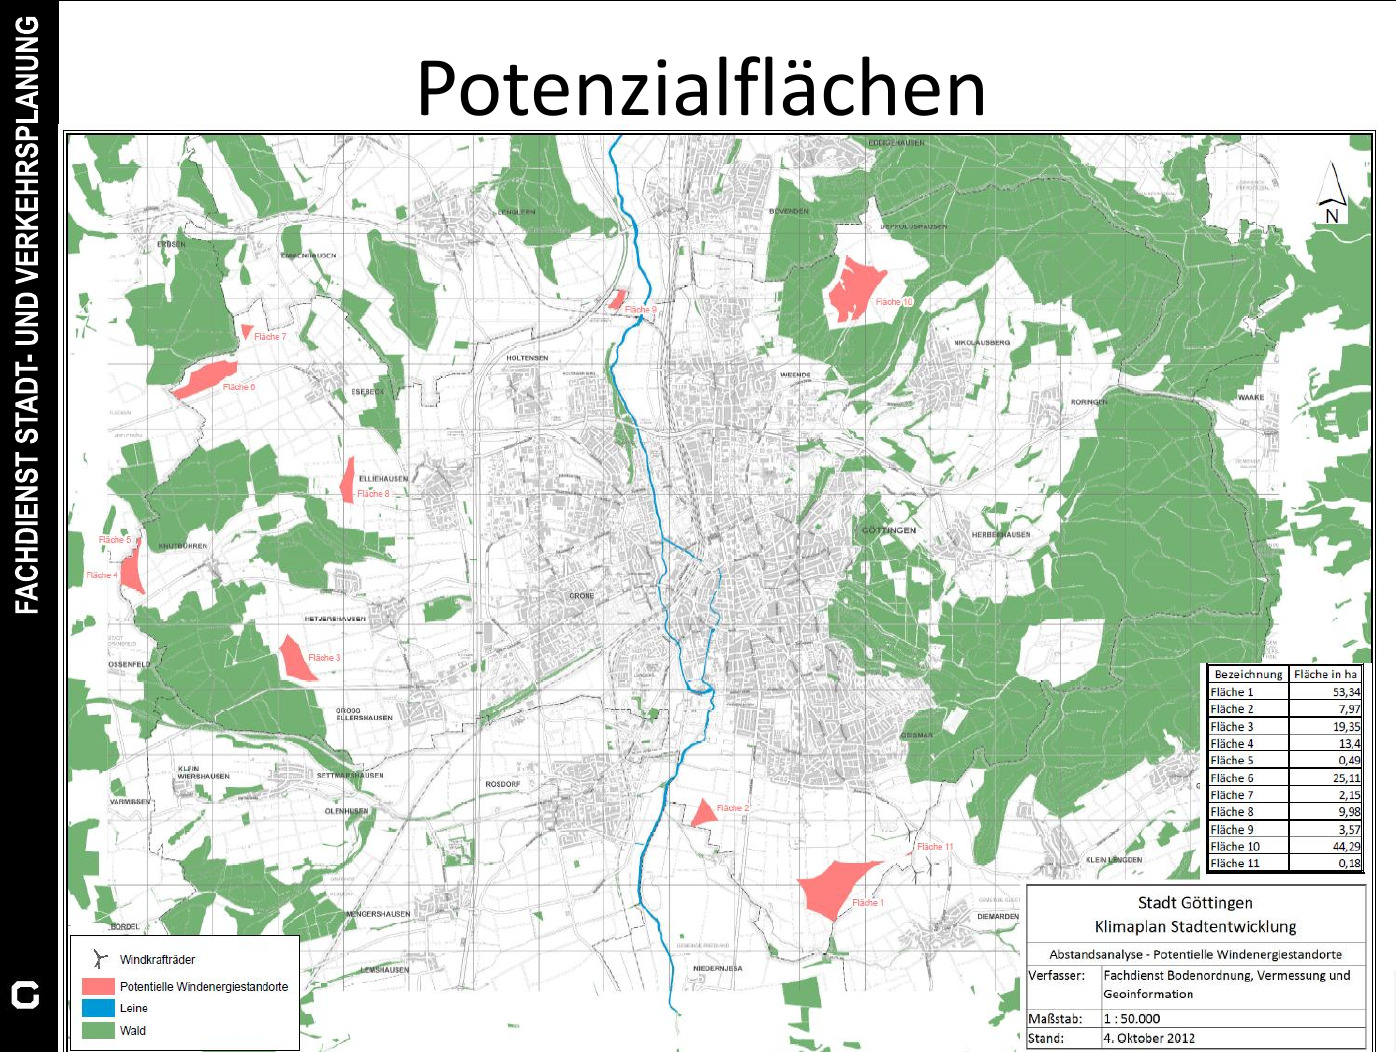 FACHDIENST STADT- UND VERKEHRSPLANUNG
Potenzialflächen
EDDIGEHAUSEN
LENGLERN
BOVENDEN
ERBSEN
EMMENHAUSEN
N
Fläche 10
Fläche 9
Fläche 7
HOLTENSEN
NIKOLAUSBERG
WEENDE
Fläche 6
ESEBECK
RORINGEN
WAAKE
ELLIEHAUSEN
Fläche 8
GÖTTINGEN
HERBERHAUSEN
Fläche 5
KNUTBÜHREN
Fläche 4
GRONE
HETJERSHAUSEN
Fläche 3
OSSENFELD
GROSS
ELLERSHAUSEN
GEISMAR
KLEIN
WIERSHAUSEN
SETTMARSHAUSEN
ROSDORF
VARMISSEN
OLENHUSEN
Fläche 2
Fläche 11
KLEIN LENGDEN
Fläche 1
MENGERSHAUSEN
DIEMARDEN
BÖRDEL
LEMSHAUSEN
NIEDERNJESA
Bezeichnung Fläche in ha
Fläche 1 53,34
Fläche 2 7,97
Fläche 3 19,35
Fläche 4 13,4
Fläche 5 0,49
Fläche 6 25,11
Fläche 7 2,15
Fläche 8 9,98
Fläche 9 3,57
Fläche 10 44,29
Fläche 11 0,18
Windkrafträder
Potentielle Windenergiestandorte
Leine
Wald
Stadt Göttingen
Klimaplan Stadtentwicklung
Abstandsanalyse - Potentielle Windenergiestandorte
Verfasser: Fachdienst Bodenordnung, Vermessung und
Geoinformation
Maßstab: 1 : 50.000
Stand: 4. Oktober 2012